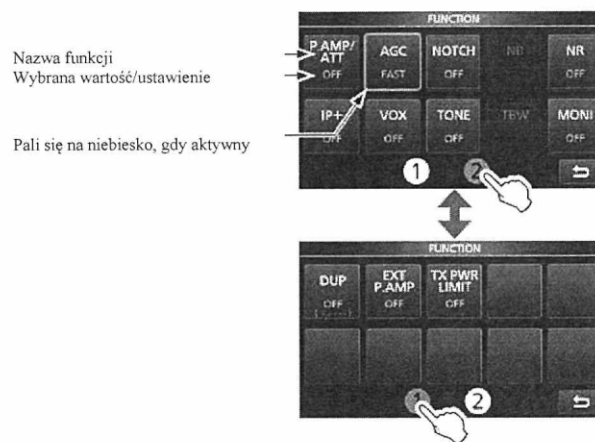 Nazwa funkcji
Wybrana wartość/ustawienie
Pali się na niebiesko, gdy aktywny
FUNCTION
P.AMP/ATT AGC NOTCH NB NR
OFF FAST OFF OFF
IP+ VOX TONE TBW MONI
OFF OFF OFF OFF
1 2
FUNCTION
DUP EXT P.AMP TX PWR LIMIT
OFF OFF OFF
1 2